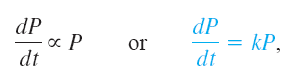 dP/dt ∝ P or dP/dt = kP,